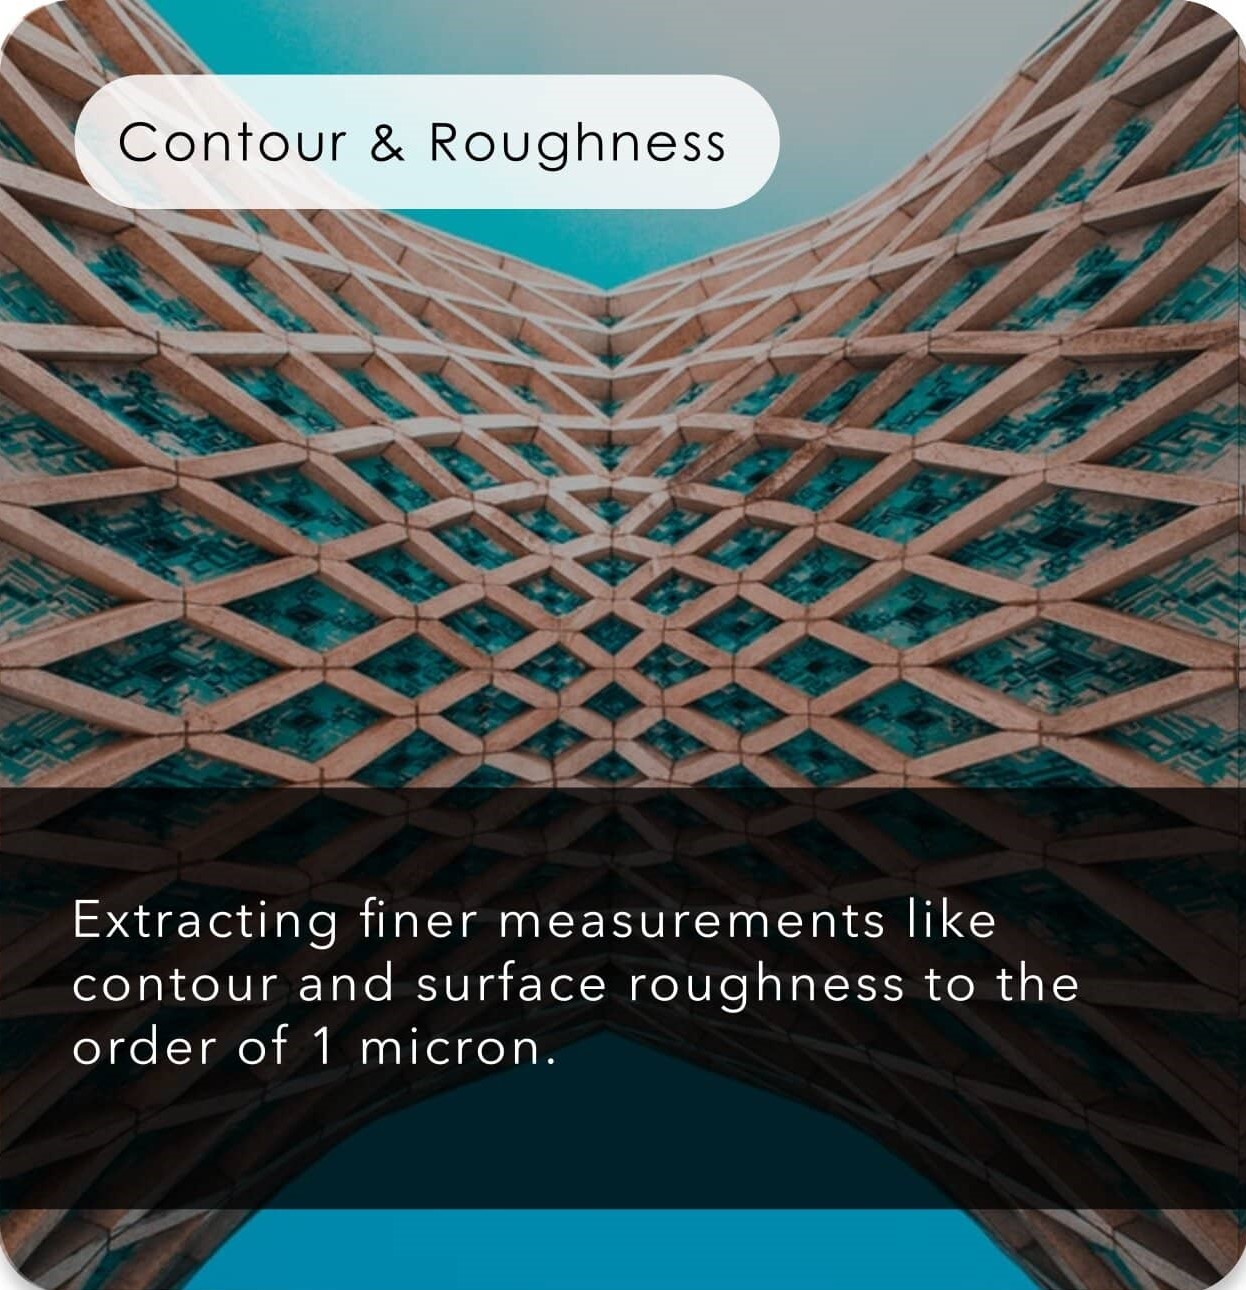 Contour & Roughness
Extracting finer measurements like
contour and surface roughness to the
order of 1 micron.